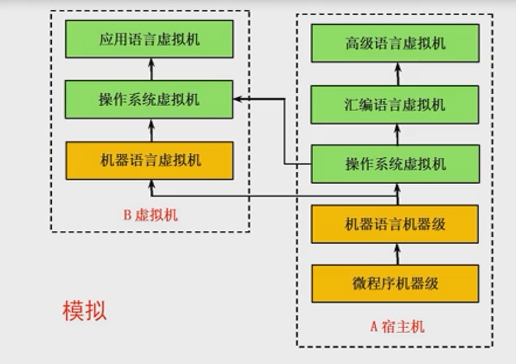 应用语言虚拟机
操作系统虚拟机
机器语言虚拟机
B 虚拟机
高级语言虚拟机
汇编语言虚拟机
操作系统虚拟机
机器语言机器级
微程序机器级
A 宿主机
模拟